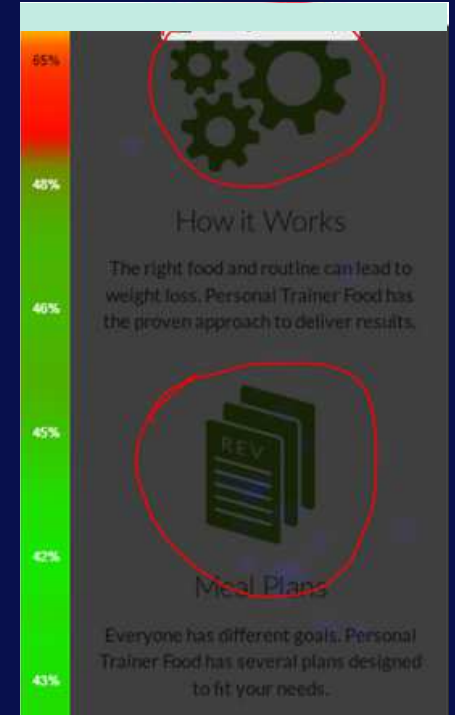 65%
48%
How it Works
The right food and routine can lead to
weight loss. Personal Trainer Food has
46%
the proven approach to deliver results.
45%
REV
42%
Meal Plans
Everyone has different goals. Personal
Trainer Food has several plans designed
43%
to fit your needs.